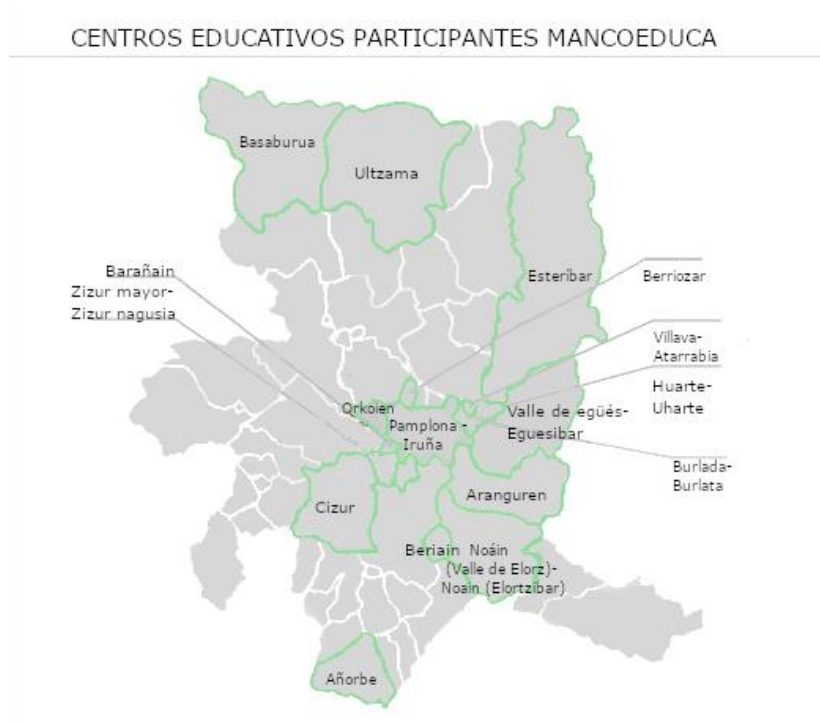 CENTROS EDUCATIVOS PARTICIPANTES MANCOEDUCA
Basaburua
Ultzama
Barañain
Zizur mayor-
Zizur nagusia
Esteribar
Berriozar
Villava-
Atarrabia
Huarte-
Uharte
Orkoien
Pamplona -
Iruña
Valle de egüés-
Eguesibar
Burlada-
Burlata
Cizur
Aranguren
Beriain
Noáin
(Valle de Elorz)-
Noain (Elortzibar)
Añorbe